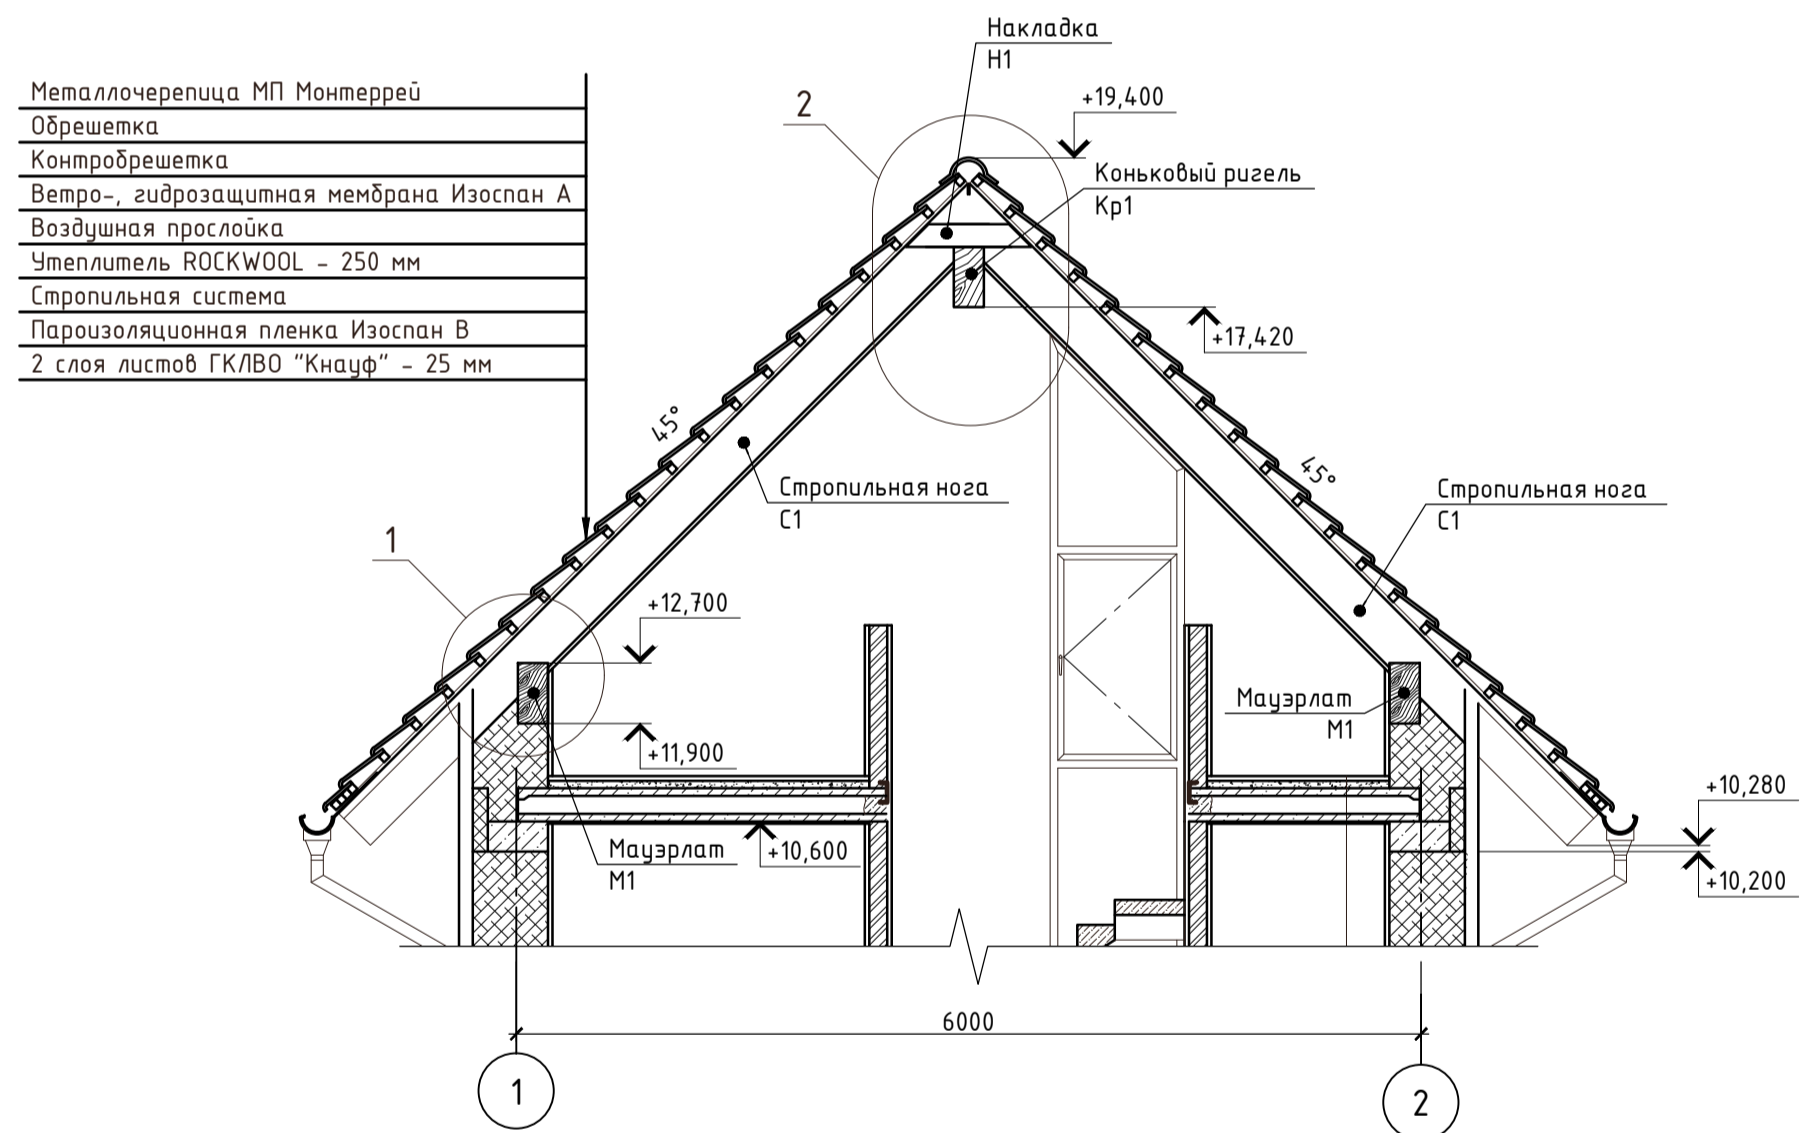 Накладка
Н1
Металлочерепица МП Монтеррей
Обрешетка
Контробрешетка
Ветро-, гидрозащитная мембрана Изоспан А
Воздушная прослойка
Утеплитель ROCKWOOL - 250 мм
Стропильная система
Пароизоляционная пленка Изоспан В
2 слоя листов ГКЛВО "Кнауф" - 25 мм
2
+19,400
Коньковый ригель
Кр1
+17,420
45°
45°
Стропильная нога
С1
Стропильная нога
С1
1
+12,700
+11,900
Мауэрлат
М1
Мауэрлат
М1
+10,600
+10,280
+10,200
6000
1
2